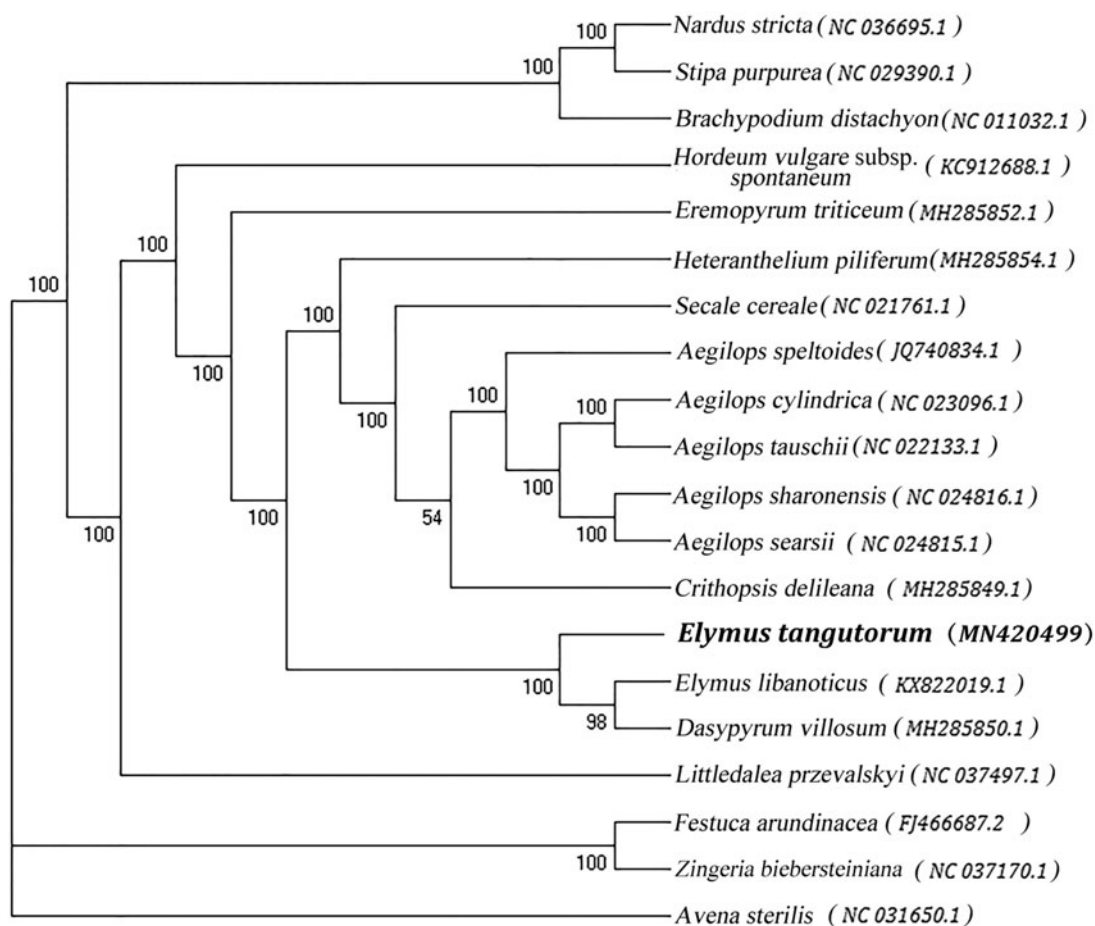 100
Nardus stricta (NC 036695.1)
100
Stipa purpurea (NC 029390.1)
Brachypodium distachyon (NC 011032.1)
Hordeum vulgare subsp. spontaneum (KC912688.1)
100
Eremopyrum triticeum (MH285852.1)
100
Heteranthelium piliferum (MH285854.1)
100
Secale cereale (NC 021761.1)
100
Aegilops speltoides (JQ740834.1)
100
100
Aegilops cylindrica (NC 023096.1)
100
Aegilops tauschii (NC 022133.1)
100
Aegilops sharonensis (NC 024816.1)
100
100
54
100
Aegilops searsii (NC 024815.1)
Crithopsis delileana (MH285849.1)
Elymus tangutorum (MN420499)
100
Elymus libanoticus (KX822019.1)
98
Dasypyrum villosum (MH285850.1)
Littledalea przevalskyi (NC 037497.1)
Festuca arundinacea (FJ466687.2 )
100
Zingeria biebersteiniana (NC 037170.1)
Avena sterilis (NC 031650.1)